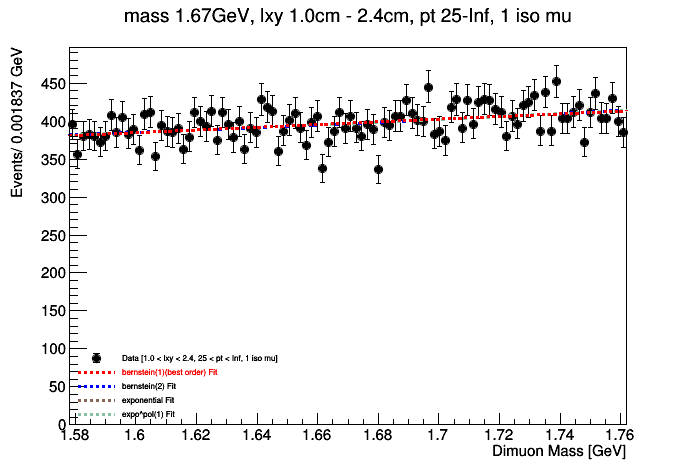 mass 1.67GeV, lxy 1.0cm - 2.4cm, pt 25-Inf, 1 iso mu
Events/ 0.001837 GeV
450
400
350
300
250
200
150
100
50
0
Data [1.0 < lxy < 2.4, 25 < pt < Inf, 1 iso mu]
bernstein(1)(best order) Fit
bernstein(2) Fit
exponential Fit
expo*pol(1) Fit
1.58 1.6 1.62 1.64 1.66 1.68 1.7 1.72 1.74 1.76
Dimuon Mass [GeV]